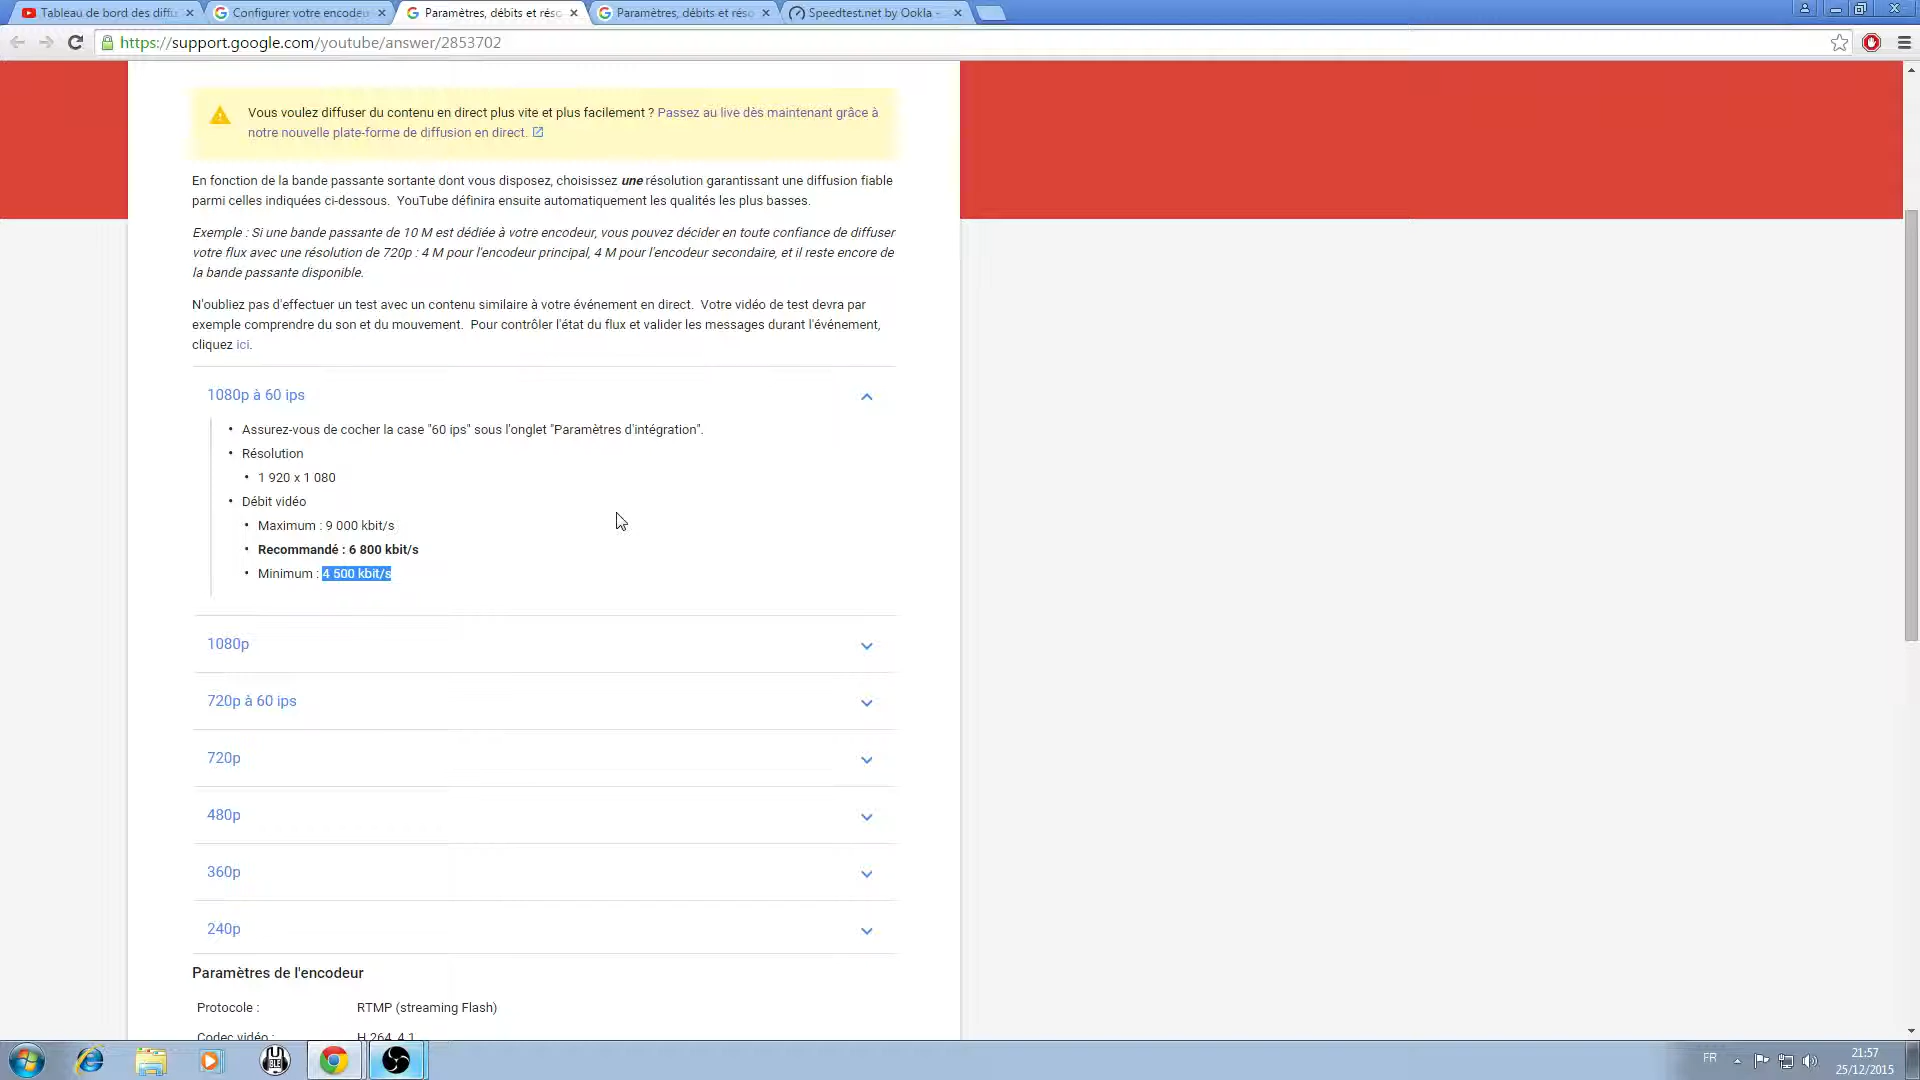 Tableau de bord des diffu
Configurer votre encodeu
Paramètres, débits et réso
Paramètres, débits et réso
Speedtest.net by Ookla -
https://support.google.com/youtube/answer/2853702
Vous voulez diffuser du contenu en direct plus vite et plus facilement ? Passez au live dès maintenant grâce à
notre nouvelle plate-forme de diffusion en direct.
En fonction de la bande passante sortante dont vous disposez, choisissez une résolution garantissant une diffusion fiable
parmi celles indiquées ci-dessous. YouTube définira ensuite automatiquement les qualités les plus basses.
Exemple : Si une bande passante de 10 M est dédiée à votre encodeur, vous pouvez décider en toute confiance de diffuser
votre flux avec une résolution de 720p : 4 M pour l'encodeur principal, 4 M pour l'encodeur secondaire, et il reste encore de
la bande passante disponible.
N'oubliez pas d'effectuer un test avec un contenu similaire à votre événement en direct. Votre vidéo de test devra par
exemple comprendre du son et du mouvement. Pour contrôler l'état du flux et valider les messages durant l'événement,
cliquez ici.
1080p à 60 ips
• Assurez-vous de cocher la case "60 ips" sous l'onglet "Paramètres d'intégration".
• Résolution
• 1 920 x 1 080
• Débit vidéo
• Maximum : 9 000 kbit/s
• Recommandé : 6 800 kbit/s
• Minimum : 4 500 kbit/s
1080p
720p à 60 ips
720p
480p
360p
240p
Paramètres de l'encodeur
Protocole : RTMP (streaming Flash)
Codec vidéo : H.264, 4.1
FR
21:57
25/12/2015